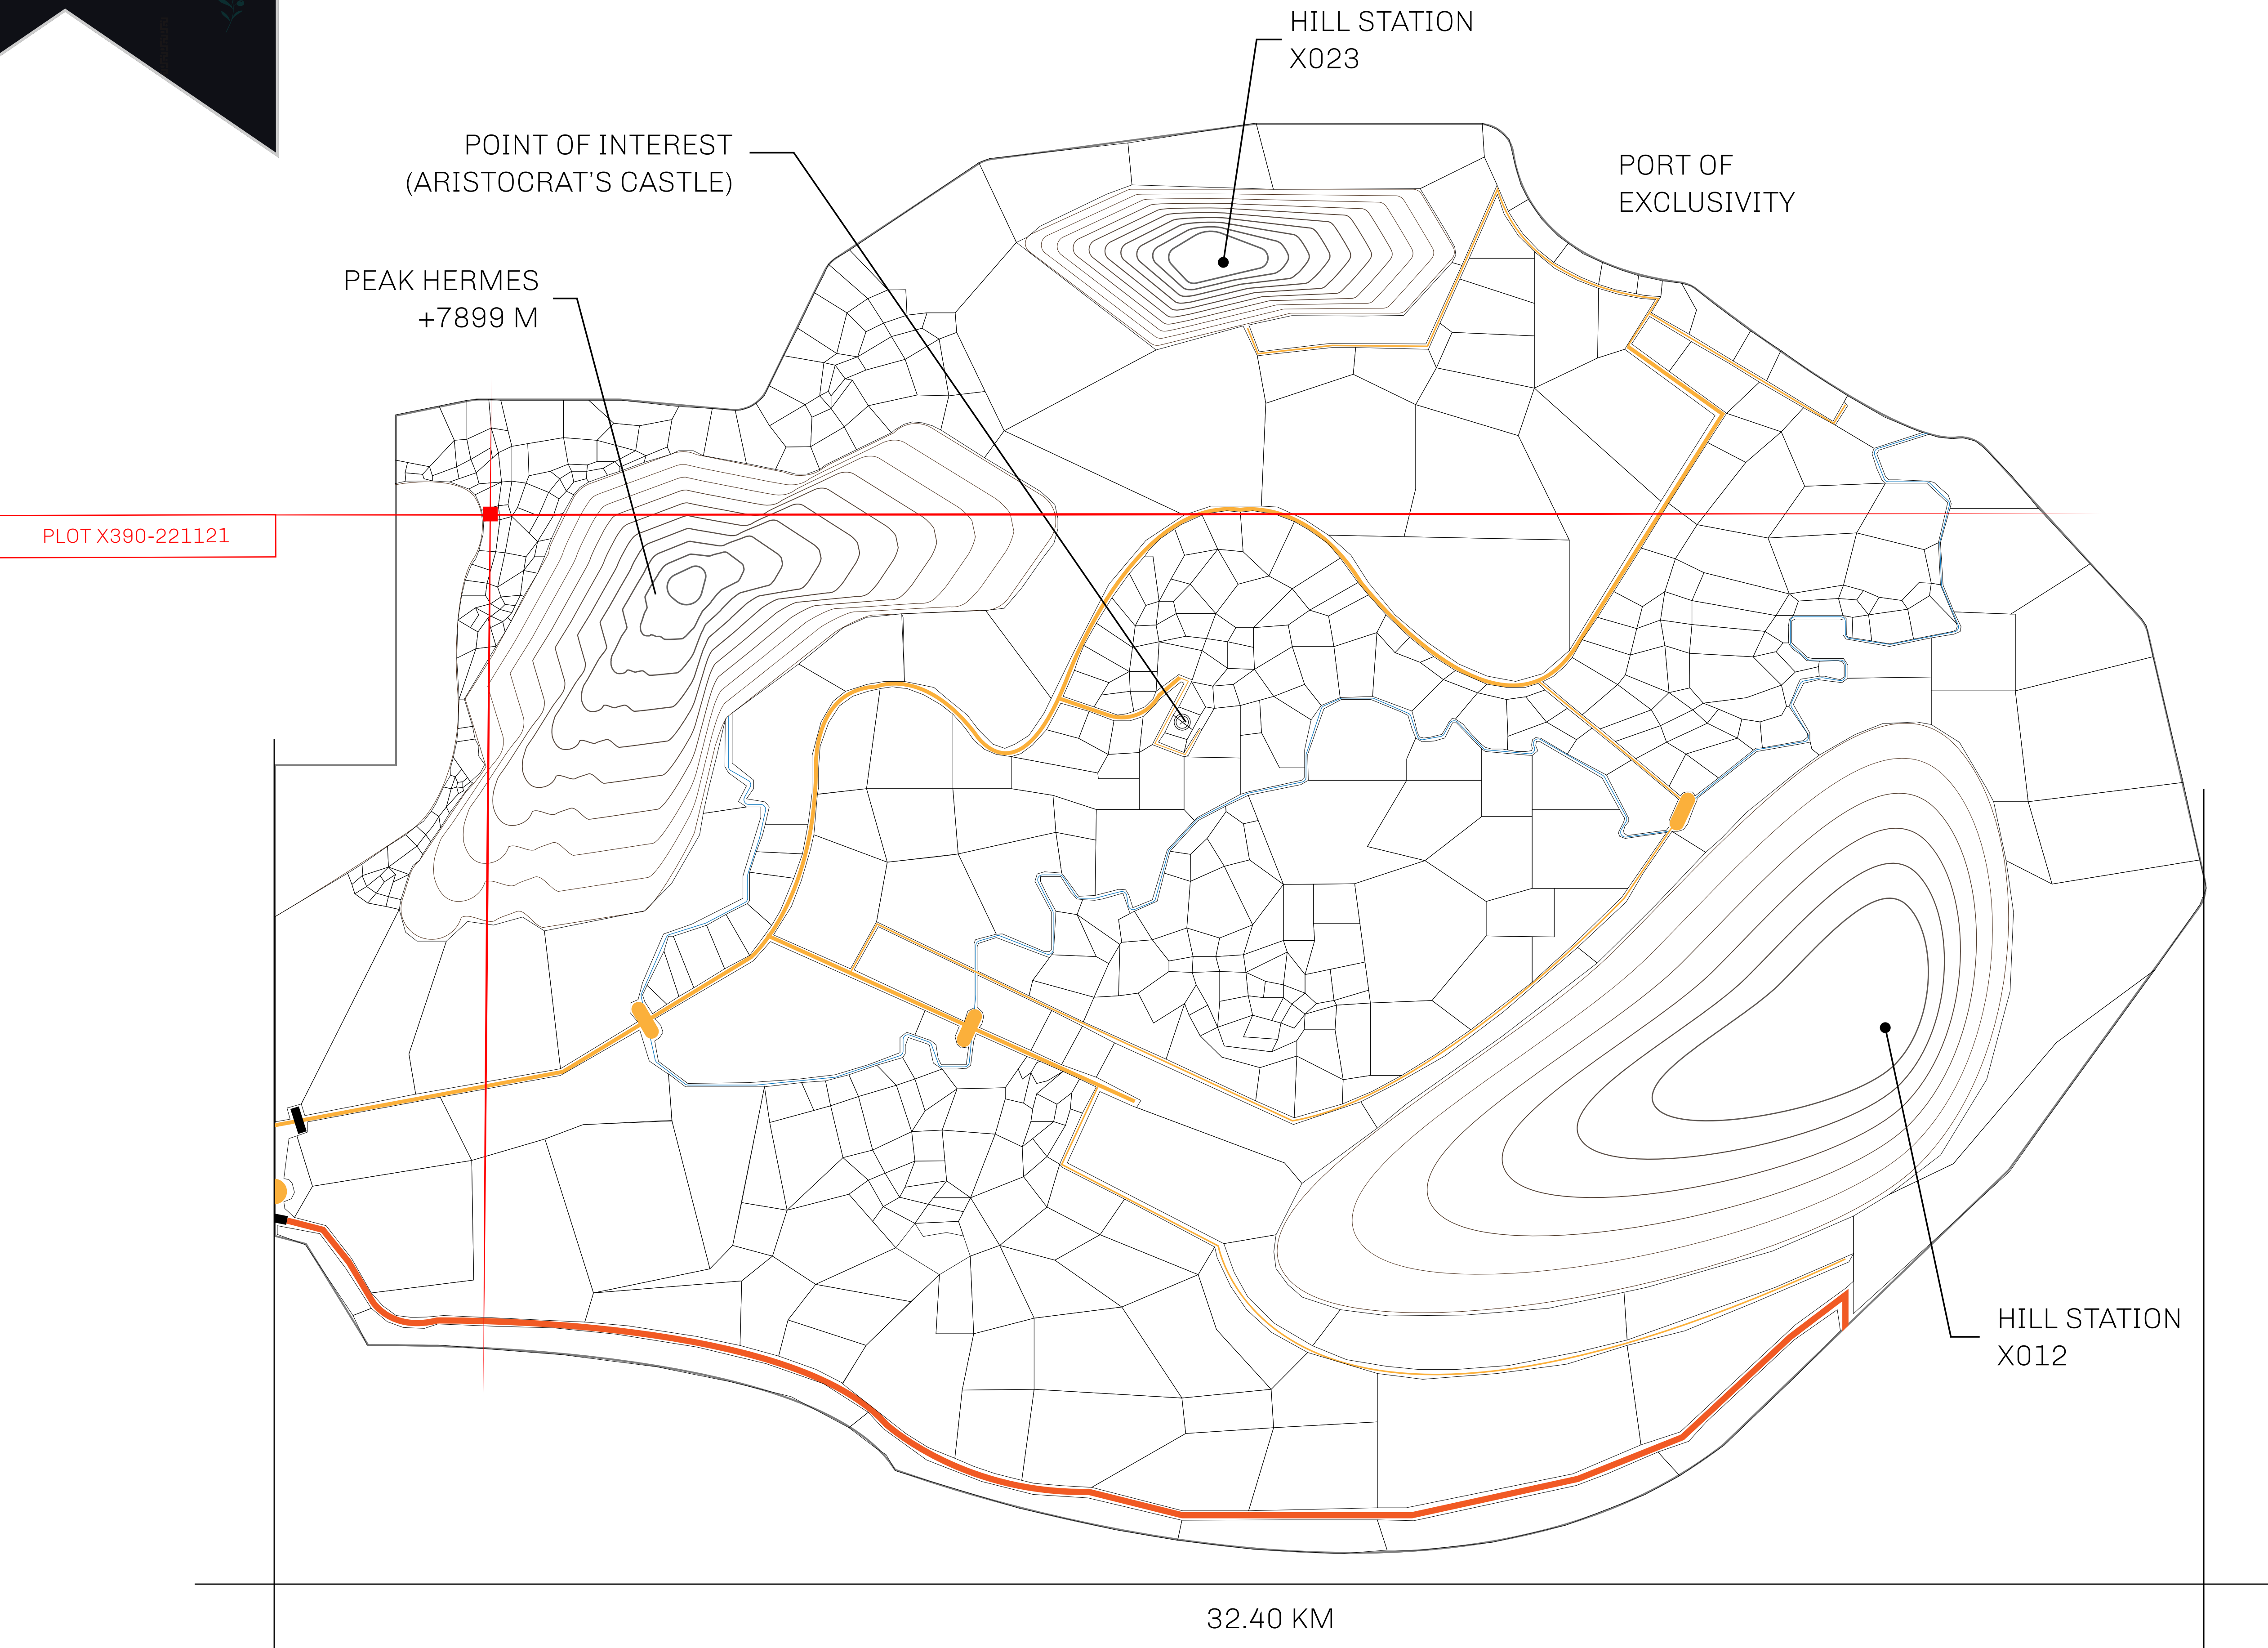 HILL STATION
X023
POINT OF INTEREST
(ARISTOCRAT'S CASTLE)
PORT OF
EXCLUSIVITY
PEAK HERMES
+7899 M
PLOT X390-221121
HILL STATION
X012
32.40 KM